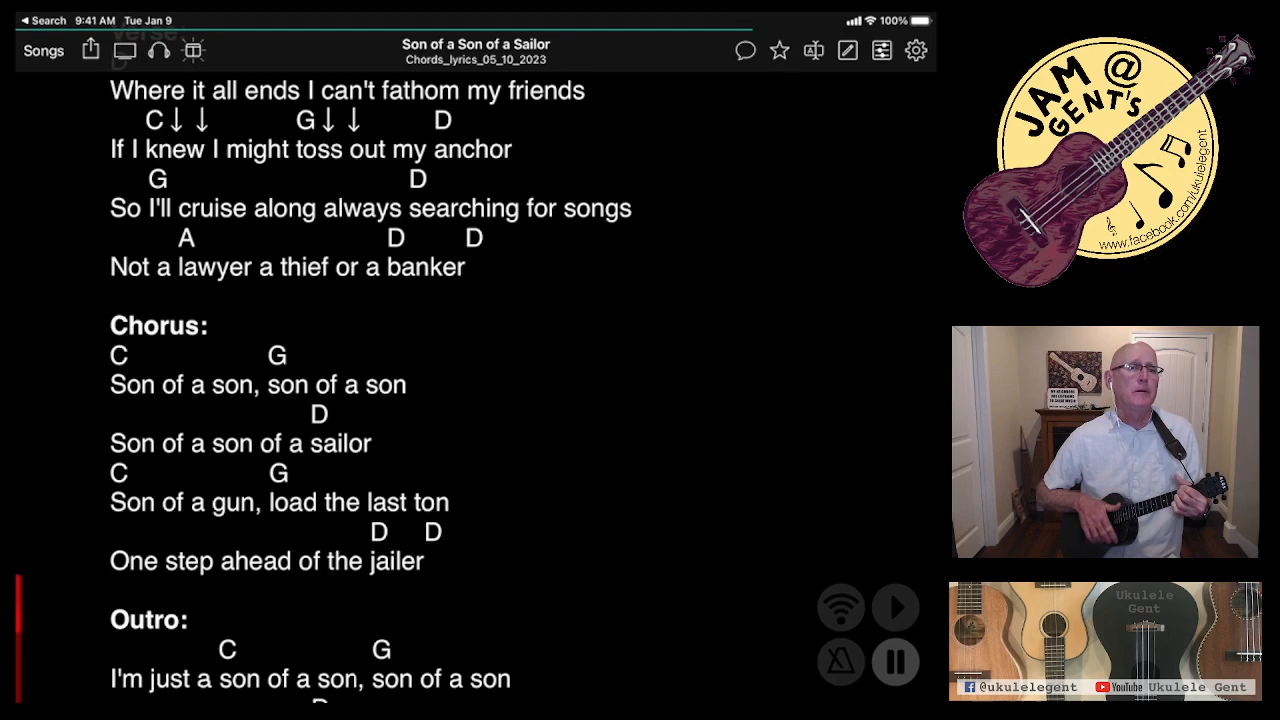 Search 9:41 AM Tue Jan 9
100%
Verse:
Songs
Son of a Son of a Sailor
Chords_lyrics_05_10_2023
Where it all ends I can't fathom my friends
C↓ ↓ G↓ ↓ D
If I knew I might toss out my anchor
G D
So I'll cruise along always searching for songs
A D D
Not a lawyer a thief or a banker
Chorus:
C G
Son of a son, son of a son
D
Son of a son of a sailor
C G
Son of a gun, load the last ton
D D
One step ahead of the jailer
Outro:
C G
I'm just a son of a son, son of a son
D
JAM @
GENT'S
www.facebook.com/ukulelegent
Ukulele
Gent
@ukulelegent YouTube Ukulele Gent